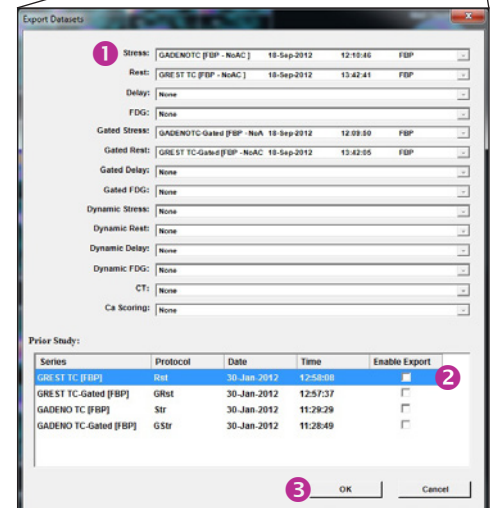 Export Datasets
1 Stress: GADENOTC [FBP - NoAC ] 18-Sep-2012 12:10:46 FBP
Rest: GREST TC [FBP - NoAC ] 18-Sep-2012 13:42:41 FBP
Delay: None
FDG: None
Gated Stress: GADENOTC-Gated [FBP -NoA 18-Sep-2012 12:09:50 FBP
Gated Rest: GREST TC-Gated [FBP -NoAC 18-Sep-2012 13:42:05 FBP
Gated Delay: None
Gated FDG: None
Dynamic Stress: None
Dynamic Rest: None
Dynamic Delay: None
Dynamic FDG: None
CT: None
Ca Scoring: None
Prior Study:
Series Protocol Date Time Enable Export
GREST TC [FBP] Rst 30-Jan-2012 12:58:08 2
GREST TC-Gated [FBP] GRst 30-Jan-2012 12:57:37
GADENO TC [FBP] Str 30-Jan-2012 11:29:29
GADENO TC-Gated [FBP] GStr 30-Jan-2012 11:28:49
3 OK Cancel